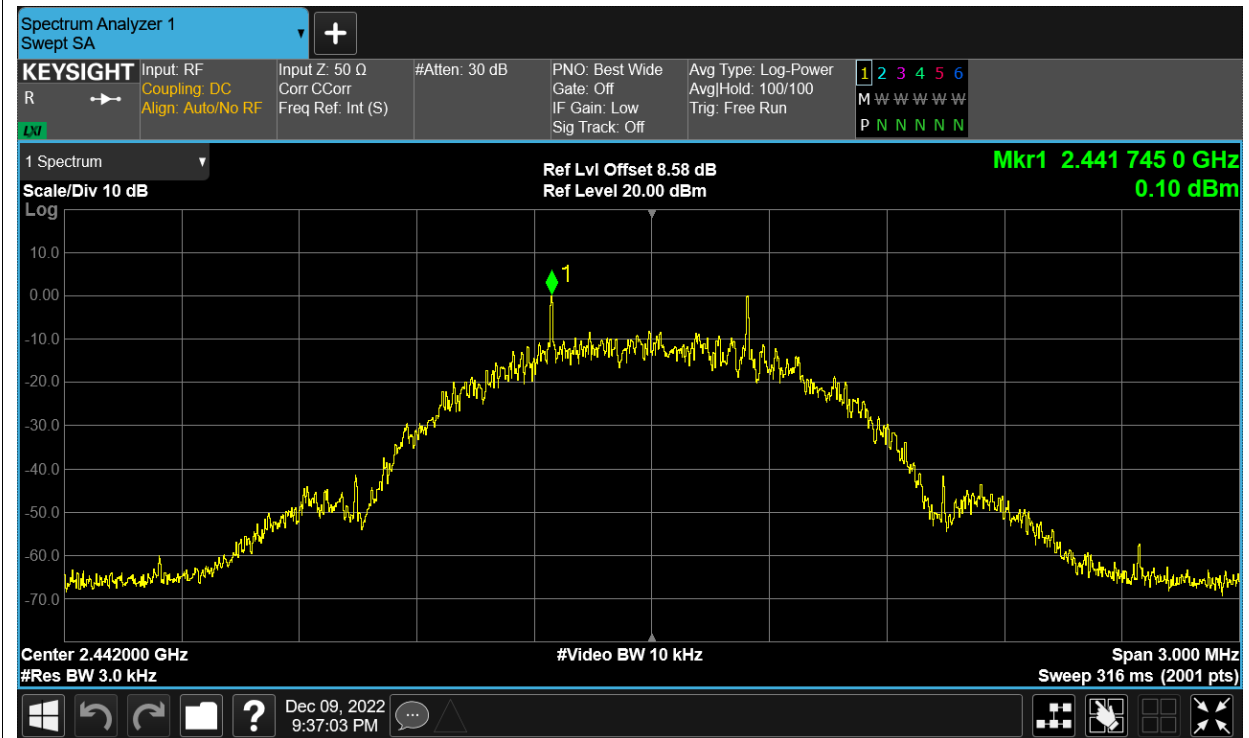 Spectrum Analyzer 1
Swept SA
KEYSIGHT
R
LXI
Input: RF
Coupling: DC
Align: Auto/No RF
Input Z: 50 Ω
Corr CCorr
Freq Ref: Int (S)
#Atten: 30 dB
PNO: Best Wide
Gate: Off
IF Gain: Low
Sig Track: Off
Avg Type: Log-Power
Avg|Hold: 100/100
Trig: Free Run
1 2 3 4 5 6
M W W W W W
P N N N N N
1 Spectrum
Scale/Div 10 dB
Ref Lvl Offset 8.58 dB
Ref Level 20.00 dBm
Mkr1 2.441 745 0 GHz
0.10 dBm
Log
10.0
0.00
-10.0
-20.0
-30.0
-40.0
-50.0
-60.0
-70.0
1
Center 2.442000 GHz
#Video BW 10 kHz
Span 3.000 MHz
#Res BW 3.0 kHz
Sweep 316 ms (2001 pts)
?
Dec 09, 2022
9:37:03 PM